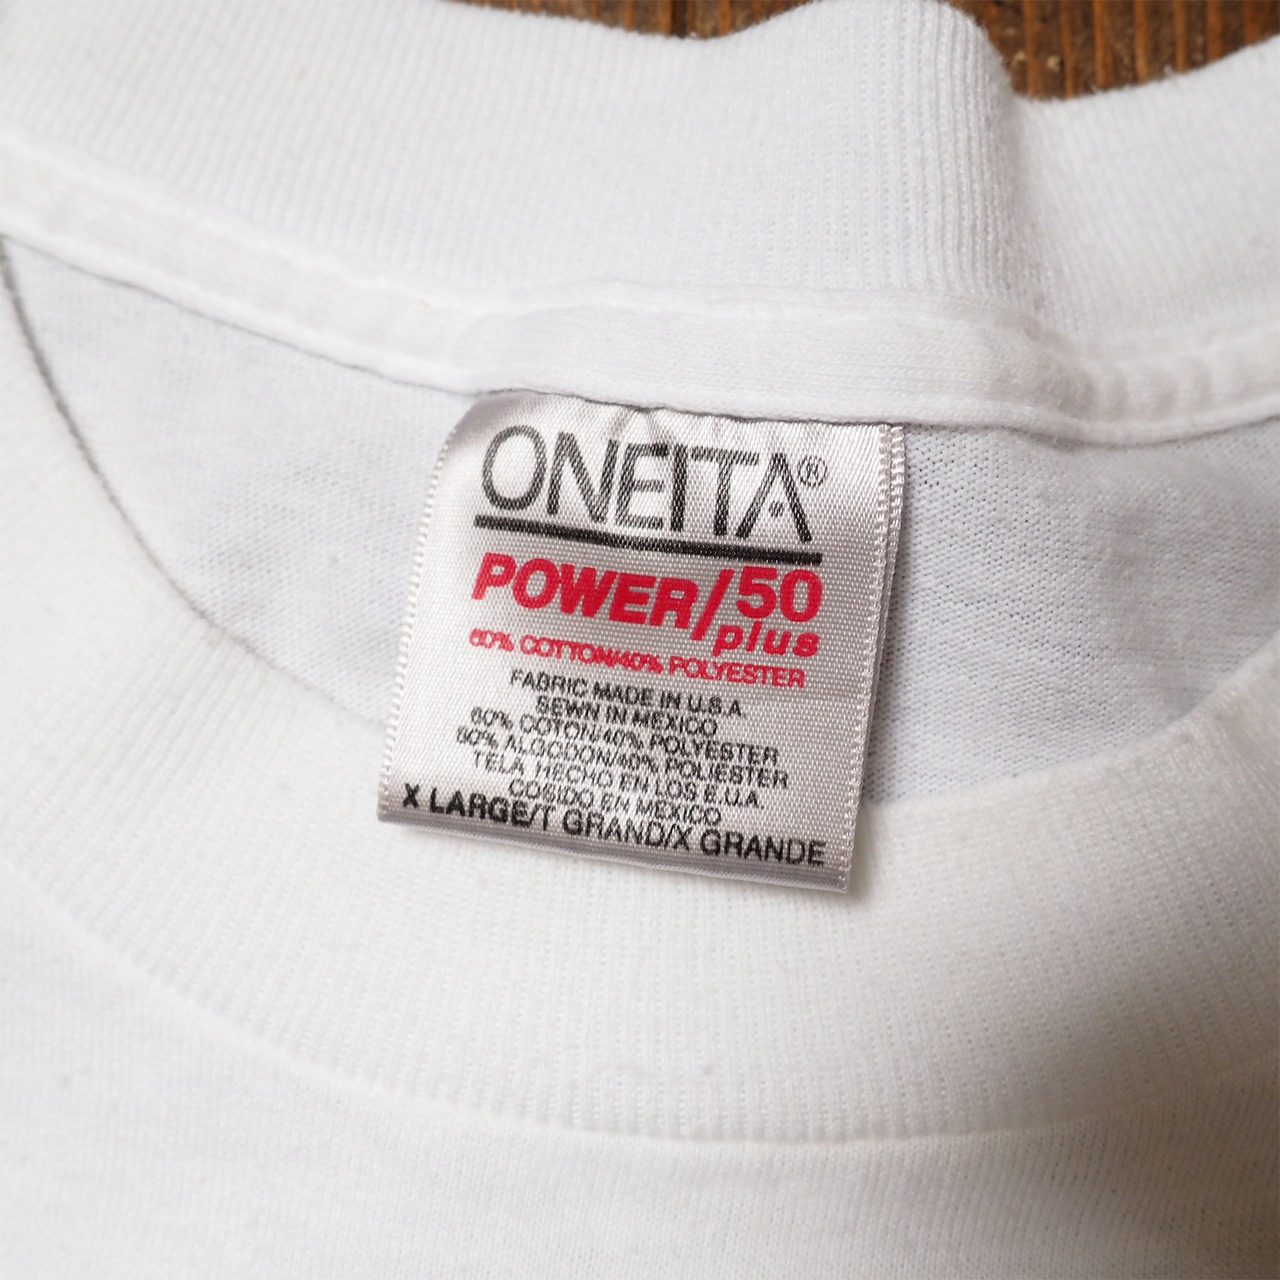 ONEITA®
POWER/50
plus
60% COTTON/40% POLYESTER
FABRIC MADE IN U.S.A.
SEWN IN MEXICO
60% COTON/40% POLYESTER
60% ALGODON/40% POLIESTER
TELA HECHO EN LOS E.U.A.
COSIDO EN MEXICO
X LARGE/T GRAND/X GRANDE